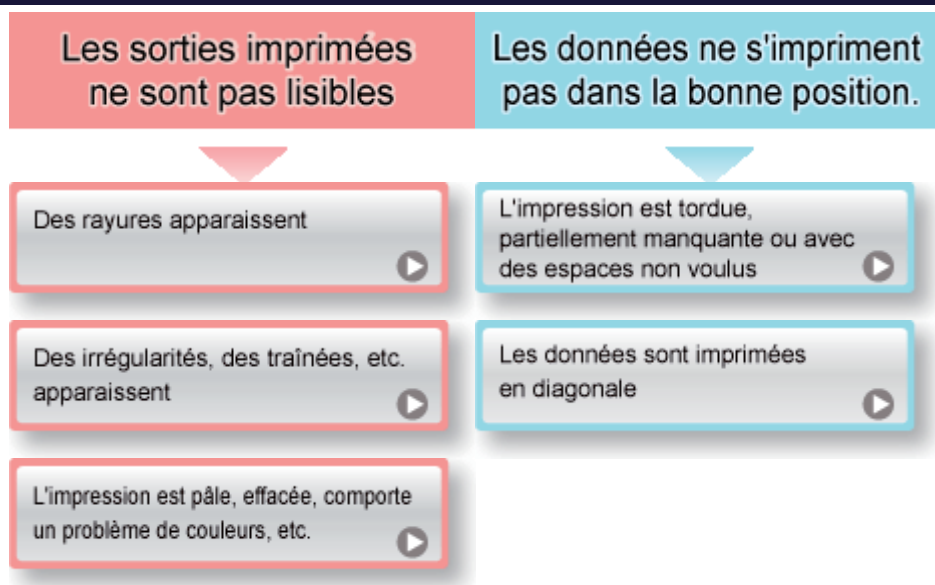 Les sorties imprimées
ne sont pas lisibles
Des rayures apparaissent
Des irrégularités, des traînées, etc.
apparaissent
L'impression est pâle, effacée, comporte
un problème de couleurs, etc.
Les données ne s'impriment
pas dans la bonne position.
L'impression est tordue,
partiellement manquante ou avec
des espaces non voulus
Les données sont imprimées
en diagonale